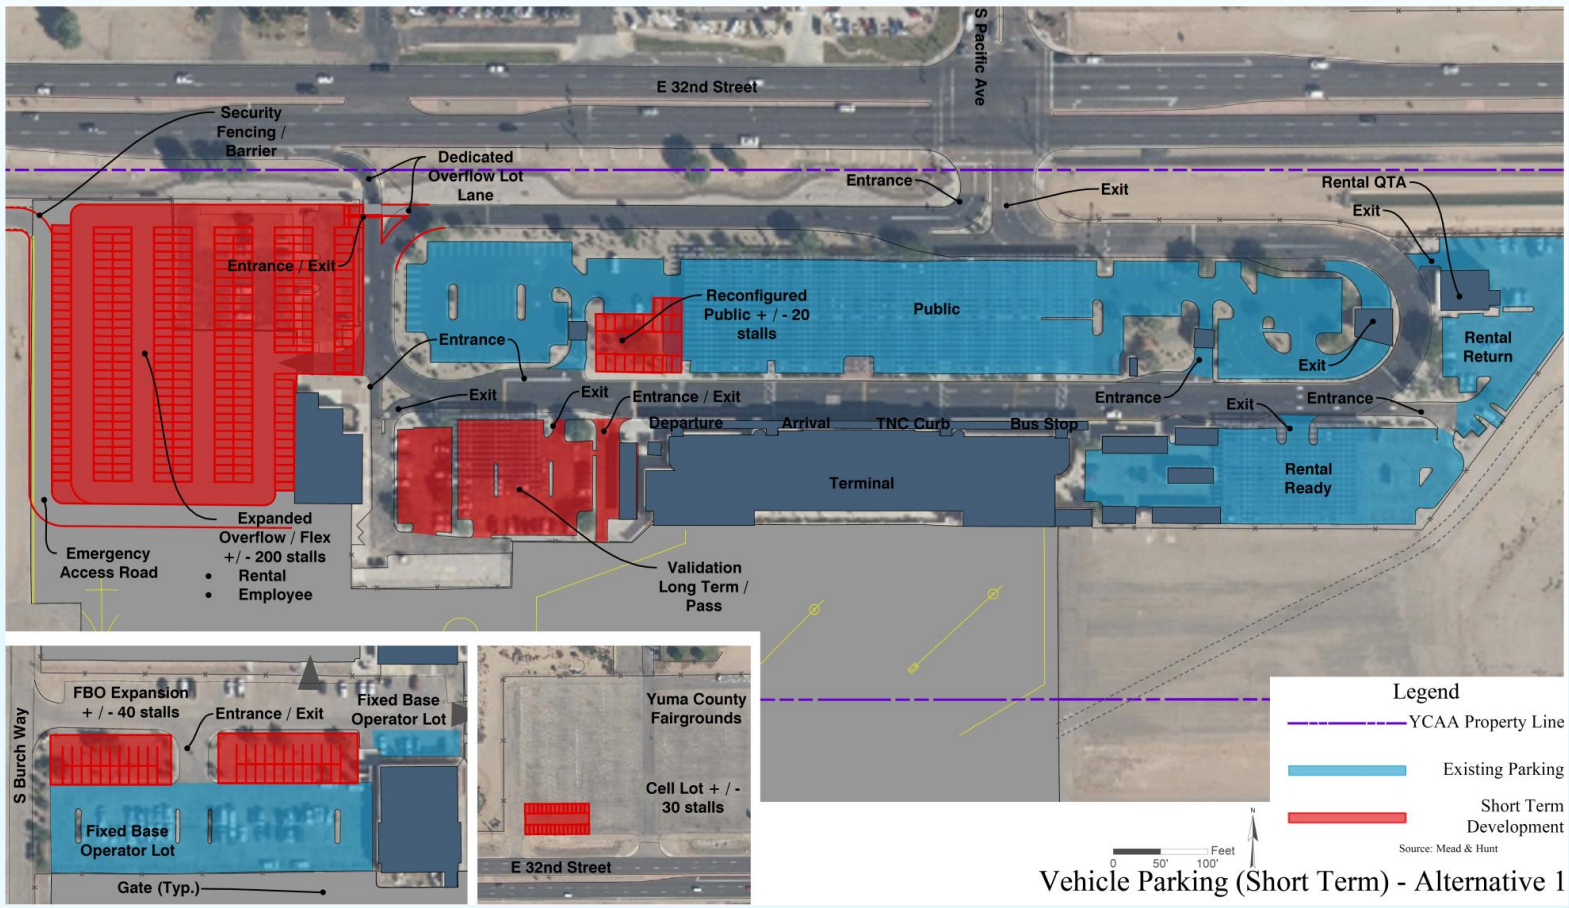 S Pacific Ave
E 32nd Street
Security
Fencing /
Barrier
Dedicated
Overflow Lot
Lane
Entrance
Exit
Rental QTA
Exit
Entrance / Exit
Reconfigured
Public + / - 20
stalls
Public
Entrance
Rental
Return
Exit
Exit
Exit
Entrance / Exit
Entrance
Exit
Entrance
Departure
Arrival
TNC Curb
Bus Stop
Terminal
Rental
Ready
Expanded
Overflow / Flex
+ / - 200 stalls
• Rental
• Employee
Emergency
Access Road
Validation
Long Term /
Pass
S Burch Way
FBO Expansion
+ / - 40 stalls
Entrance / Exit
Fixed Base
Operator Lot
Fixed Base
Operator Lot
Gate (Typ.)
Yuma County
Fairgrounds
Cell Lot + / -
30 stalls
E 32nd Street
Legend
YCAA Property Line
Existing Parking
Short Term
Development
Source: Mead & Hunt
N
Feet
0 50' 100'
Vehicle Parking (Short Term) - Alternative 1